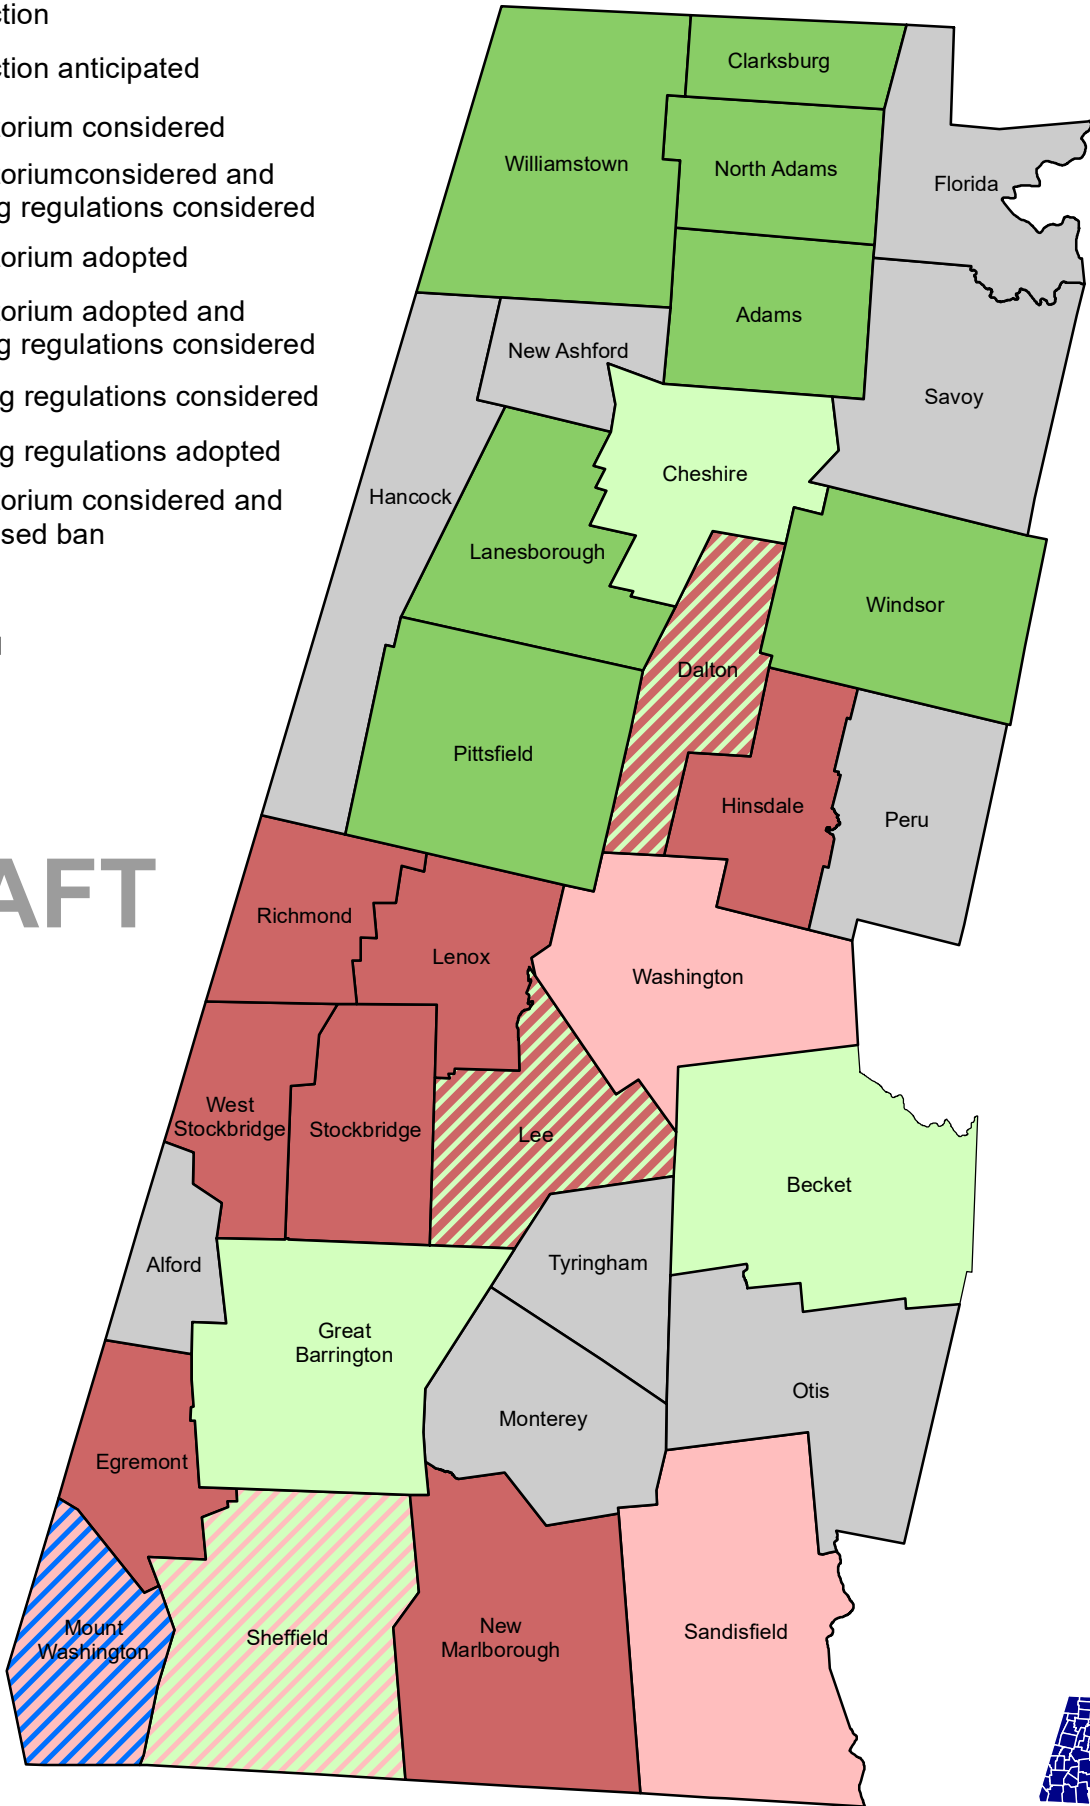 tion
tion anticipated
orium considered
oriumconsidered and
g regulations considered
orium adopted
orium adopted and
g regulations considered
g regulations considered
g regulations adopted
orium considered and
sed ban
AFT
Clarksburg
Williamstown
North Adams
Florida
Adams
New Ashford
Savoy
Cheshire
Hancock
Lanesborough
Windsor
Dalton
Pittsfield
Hinsdale
Peru
Richmond
Lenox
Washington
West
Stockbridge
Stockbridge
Lee
Becket
Alford
Tyringham
Great
Barrington
Otis
Monterey
Egremont
Mount
Washington
Sheffield
New
Marlborough
Sandisfield